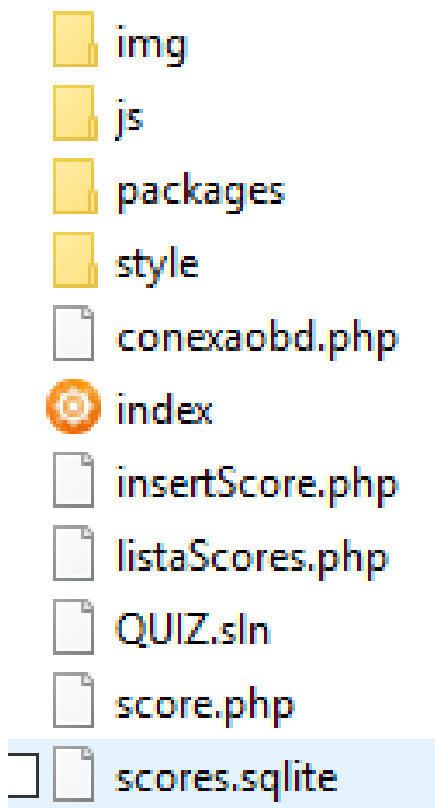 img
js
packages
style
conexaobd.php
index
insertScore.php
listaScores.php
QUIZ.sln
score.php
scores.sqlite